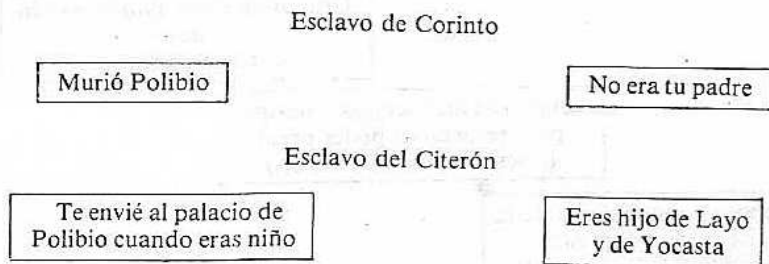 Esclavo de Corinto
Murió Polibio
No era tu padre
Esclavo del Citerón
Te envié al palacio de
Polibio cuando eras niño
Eres hijo de Layo
y de Yocasta